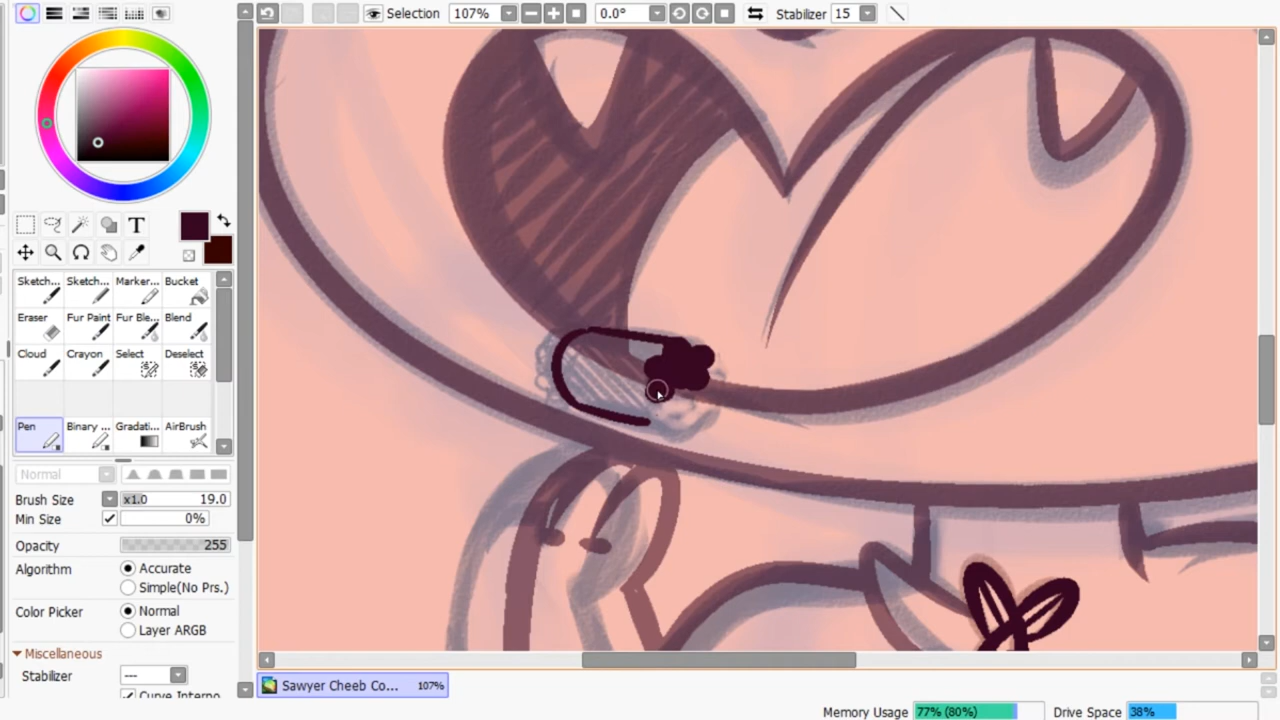 Selection 107% 0.0° Stabilizer 15
T
Sketch... Sketch... Marker... Bucket
Eraser Fur Paint Fur Ble... Blend
Cloud Crayon Select Deselect
Pen Binary ... Gradati... AirBrush
Normal
Brush Size x1.0 19.0
Min Size 0%
Opacity 255
Algorithm Accurate
Simple(No Prs.)
Color Picker Normal
Layer ARGB
Miscellaneous
Stabilizer ---
Curve Interpo
Sawyer Cheeb Co... 107%
Memory Usage 77% (80%) Drive Space 38%